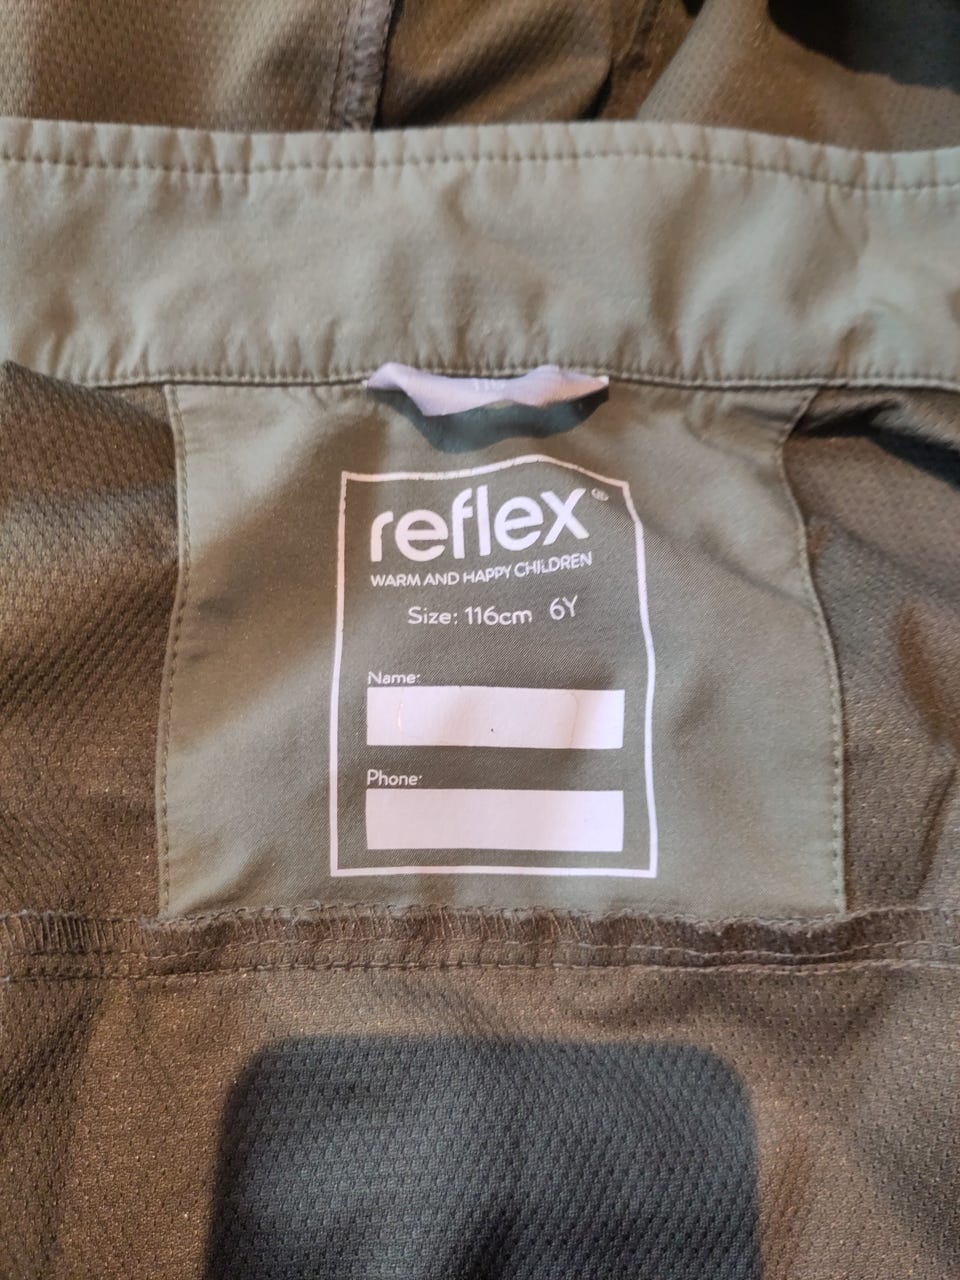 reflex®
WARM AND HAPPY CHILDREN
Size: 116cm 6Y
Name:
Phone: